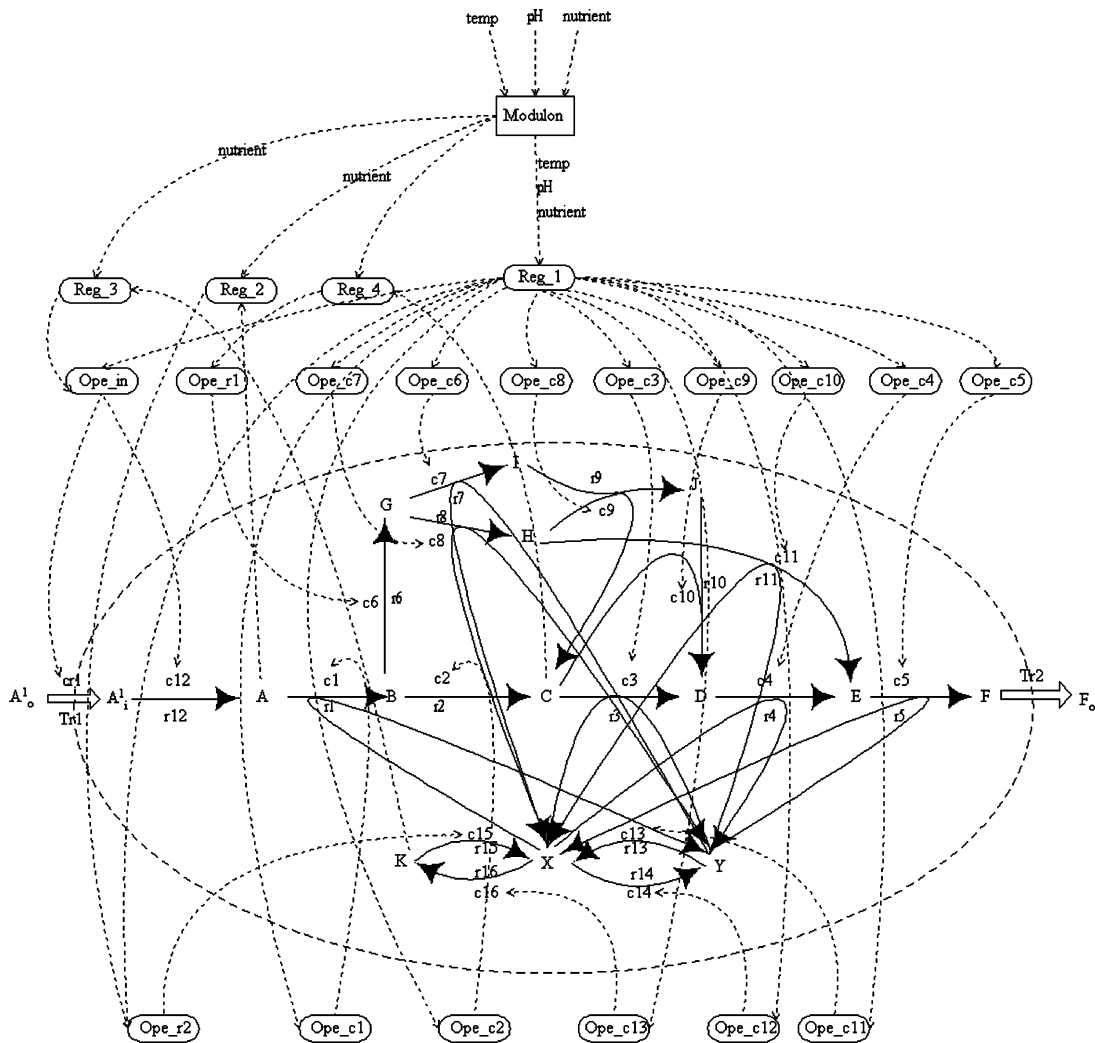 temp pH nutrient
Modulon
nutrient
nutrient
temp
pH
nutrient
Reg_3 Reg_2 Reg_4 Reg_1
Ope_in Ope_r1 Ope_c7 Ope_c6 Ope_c8 Ope_c3 Ope_c9 Ope_c10 Ope_c4 Ope_c5
c7 I r9 J
r7
G r8 c9
H
c8 c11
r11
r10
c10
c6 r6
cr1 c12 c1 c2 c3 c4 c5 Tr2
A¹o A¹i A B C D E F Fo
Tr1 r12 r1 r2 r3 r4 r5
c15 c13
r15 r13
K X Y
r16 r14
c16 c14
Ope_r2 Ope_c1 Ope_c2 Ope_c13 Ope_c12 Ope_c11